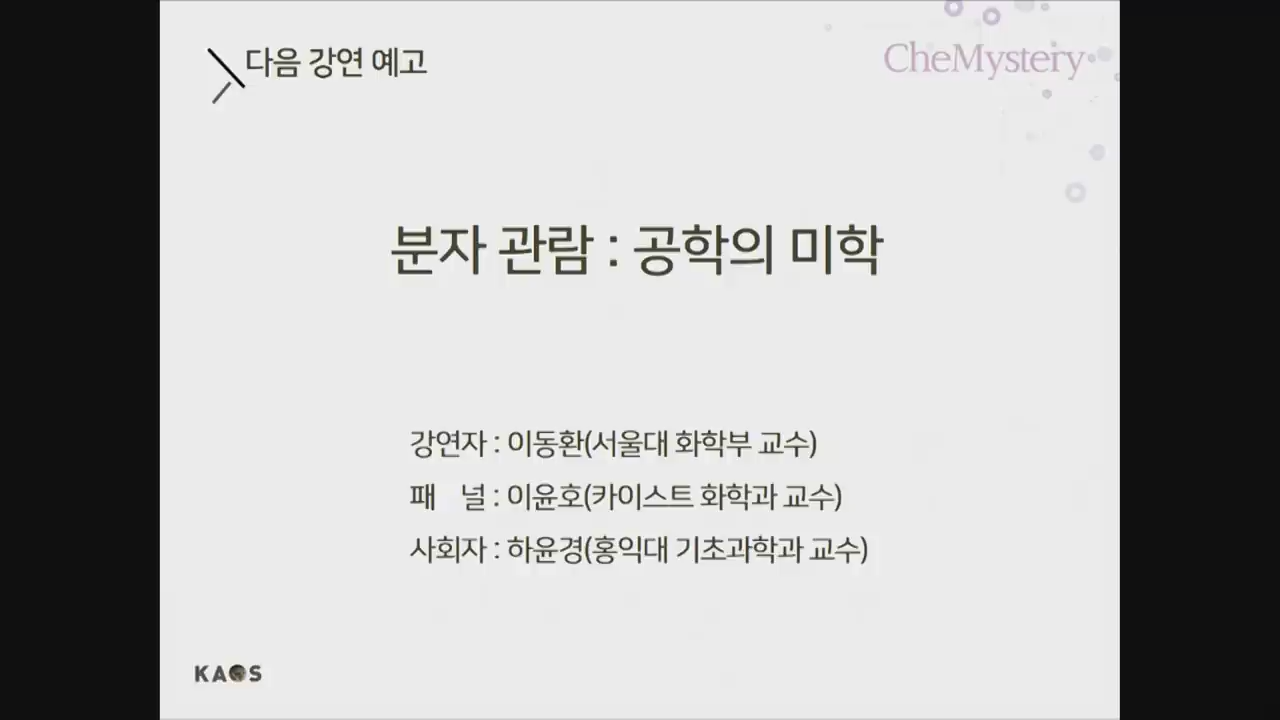 다음 강연 예고
CheMystery
분자 관람 : 공학의 미학
강연자 : 이동환(서울대 화학부 교수)
패 널 : 이윤호(카이스트 화학과 교수)
사회자 : 하윤경(홍익대 기초과학과 교수)
KAOS